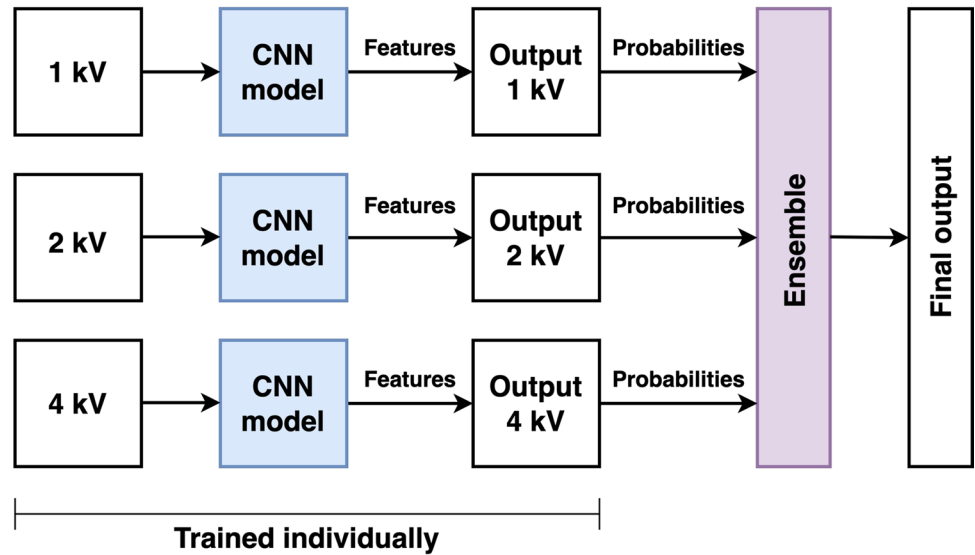 1 kV
CNN
model
Features
Output
1 kV
Probabilities
2 kV
CNN
model
Features
Output
2 kV
Probabilities
4 kV
CNN
model
Features
Output
4 kV
Probabilities
Ensemble
Final output
Trained individually